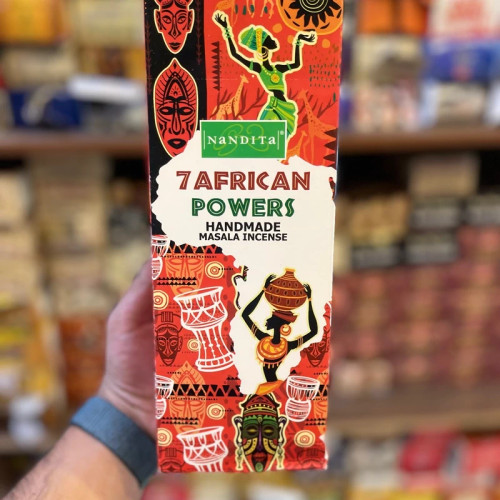 NANDITA®
7 AFRICAN
POWERS
HANDMADE
MASALA INCENSE